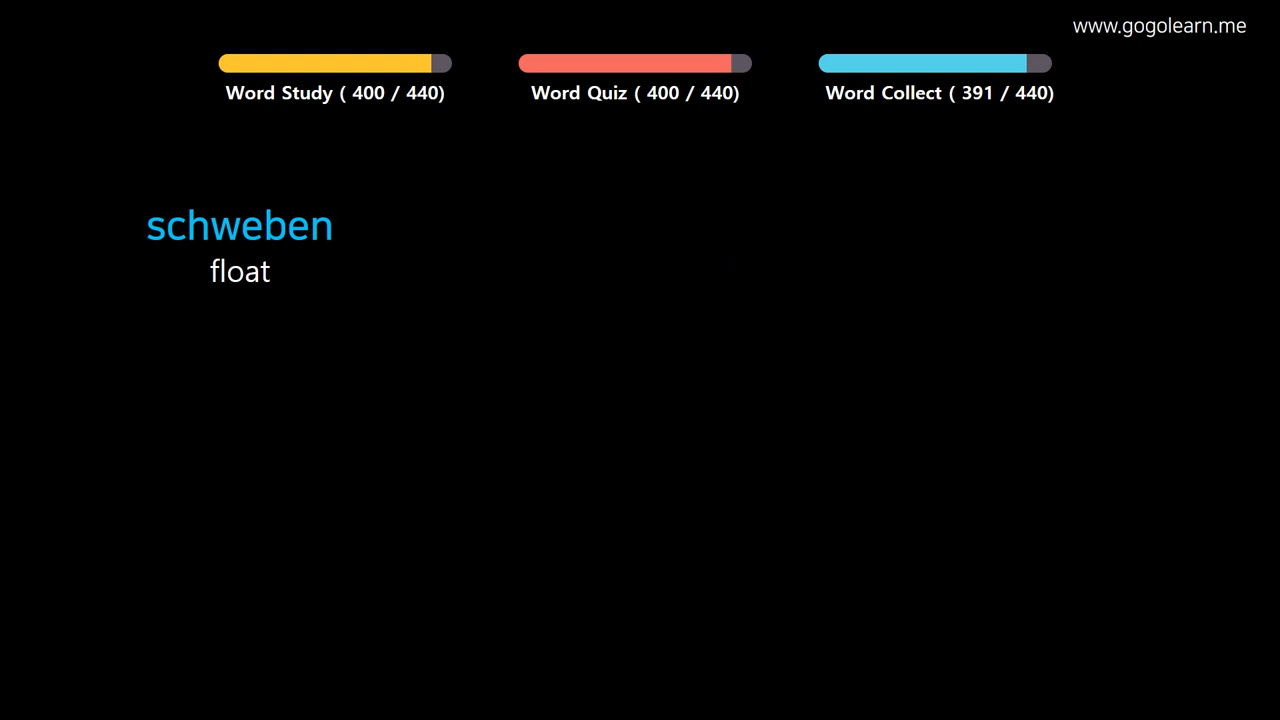 www.gogolearn.me
Word Study ( 400 / 440)
Word Quiz ( 400 / 440)
Word Collect ( 391 / 440)
schweben
float